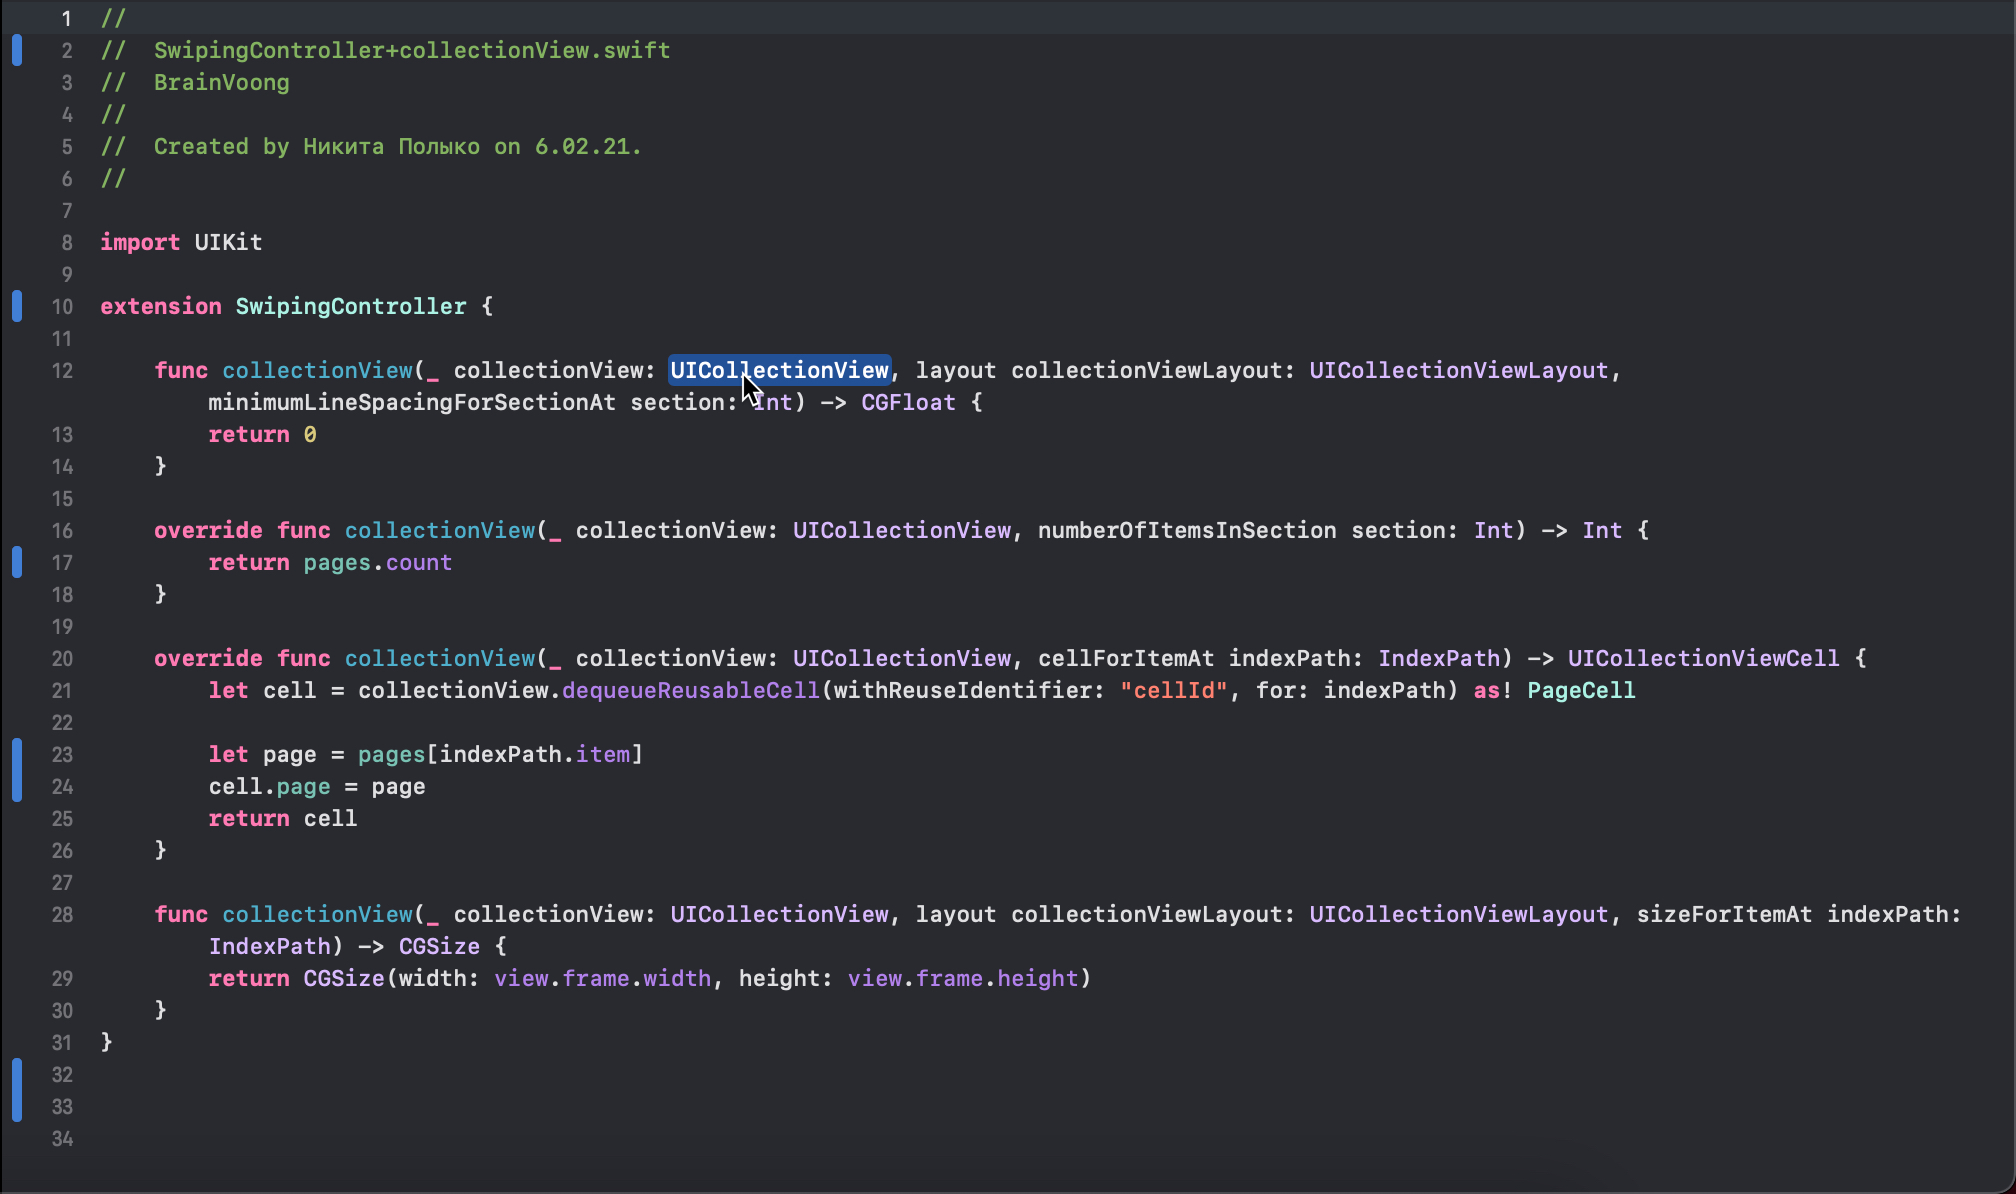 1 //
2 //  SwipingController+collectionView.swift
3 //  BrainVoong
4 //
5 //  Created by Никита Полыко on 6.02.21.
6 //
7
8 import UIKit
9
10 extension SwipingController {
11
12     func collectionView(_ collectionView: UICollectionView, layout collectionViewLayout: UICollectionViewLayout,
        minimumLineSpacingForSectionAt section: Int) -> CGFloat {
13         return 0
14     }
15
16     override func collectionView(_ collectionView: UICollectionView, numberOfItemsInSection section: Int) -> Int {
17         return pages.count
18     }
19
20     override func collectionView(_ collectionView: UICollectionView, cellForItemAt indexPath: IndexPath) -> UICollectionViewCell {
21         let cell = collectionView.dequeueReusableCell(withReuseIdentifier: "cellId", for: indexPath) as! PageCell
22
23         let page = pages[indexPath.item]
24         cell.page = page
25         return cell
26     }
27
28     func collectionView(_ collectionView: UICollectionView, layout collectionViewLayout: UICollectionViewLayout, sizeForItemAt indexPath:
        IndexPath) -> CGSize {
29         return CGSize(width: view.frame.width, height: view.frame.height)
30     }
31 }
32
33
34